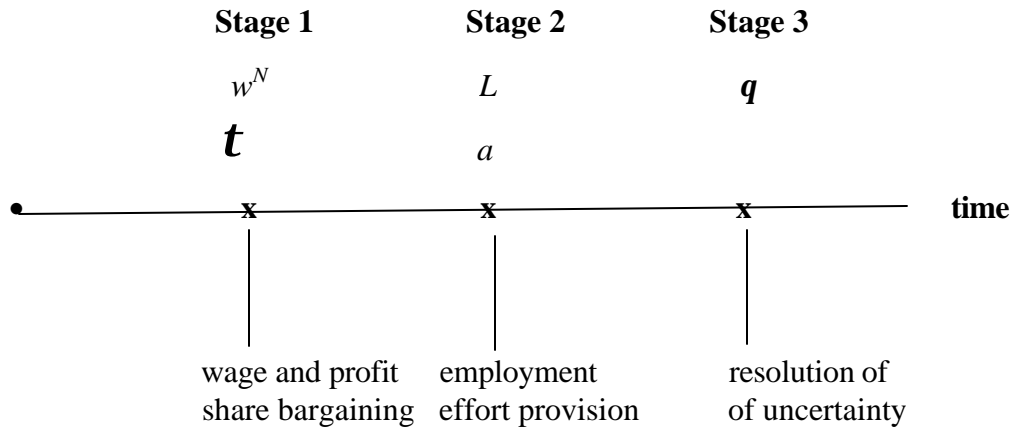 Stage 1 Stage 2 Stage 3
w^N L q
t a
x x x time
wage and profit employment resolution of
share bargaining effort provision of uncertainty